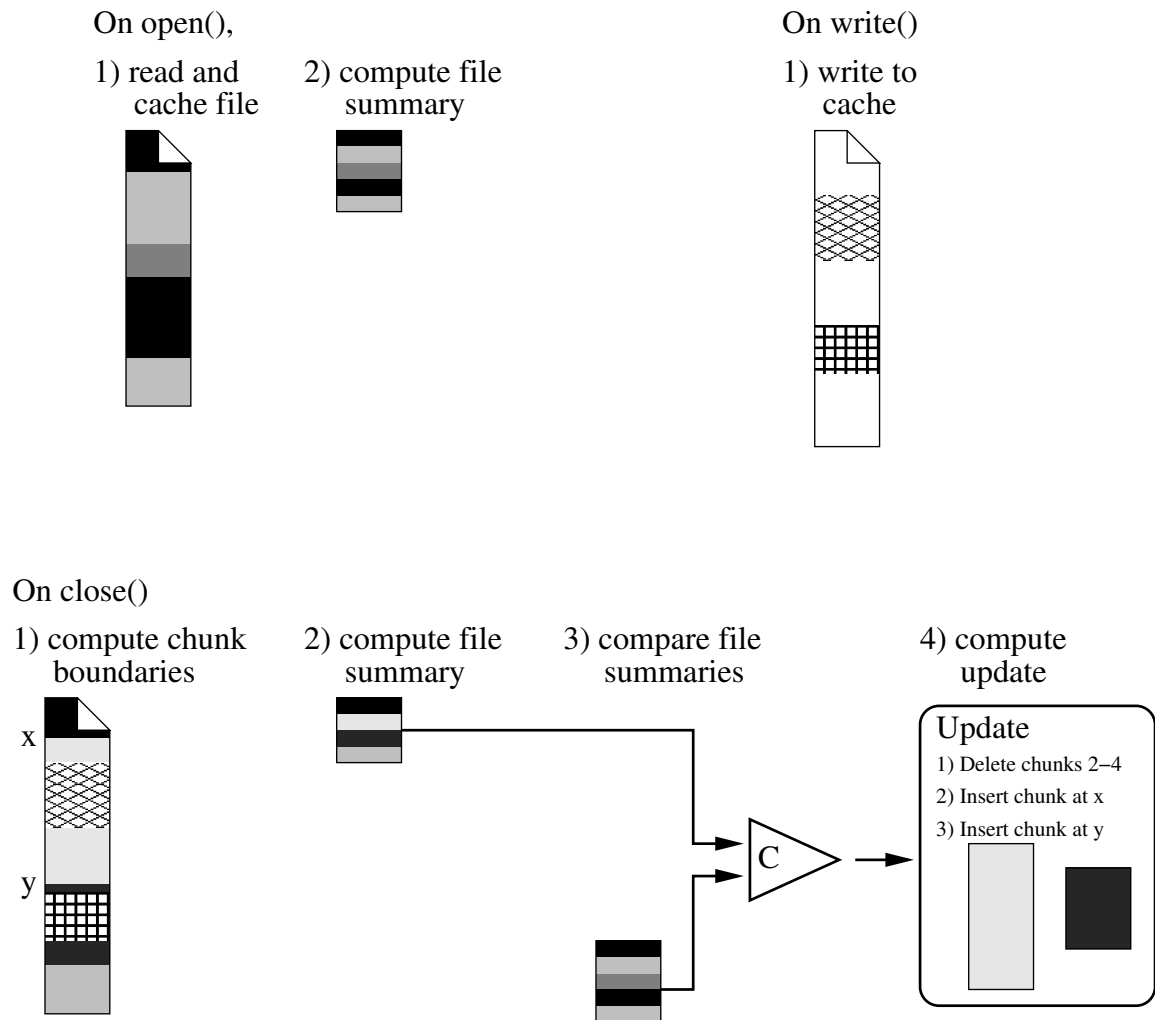 On open(),
1) read and
cache file
2) compute file
summary
On write()
1) write to
cache
On close()
1) compute chunk
boundaries
2) compute file
summary
3) compare file
summaries
4) compute
update
x
y
C
Update
1) Delete chunks 2−4
2) Insert chunk at x
3) Insert chunk at y